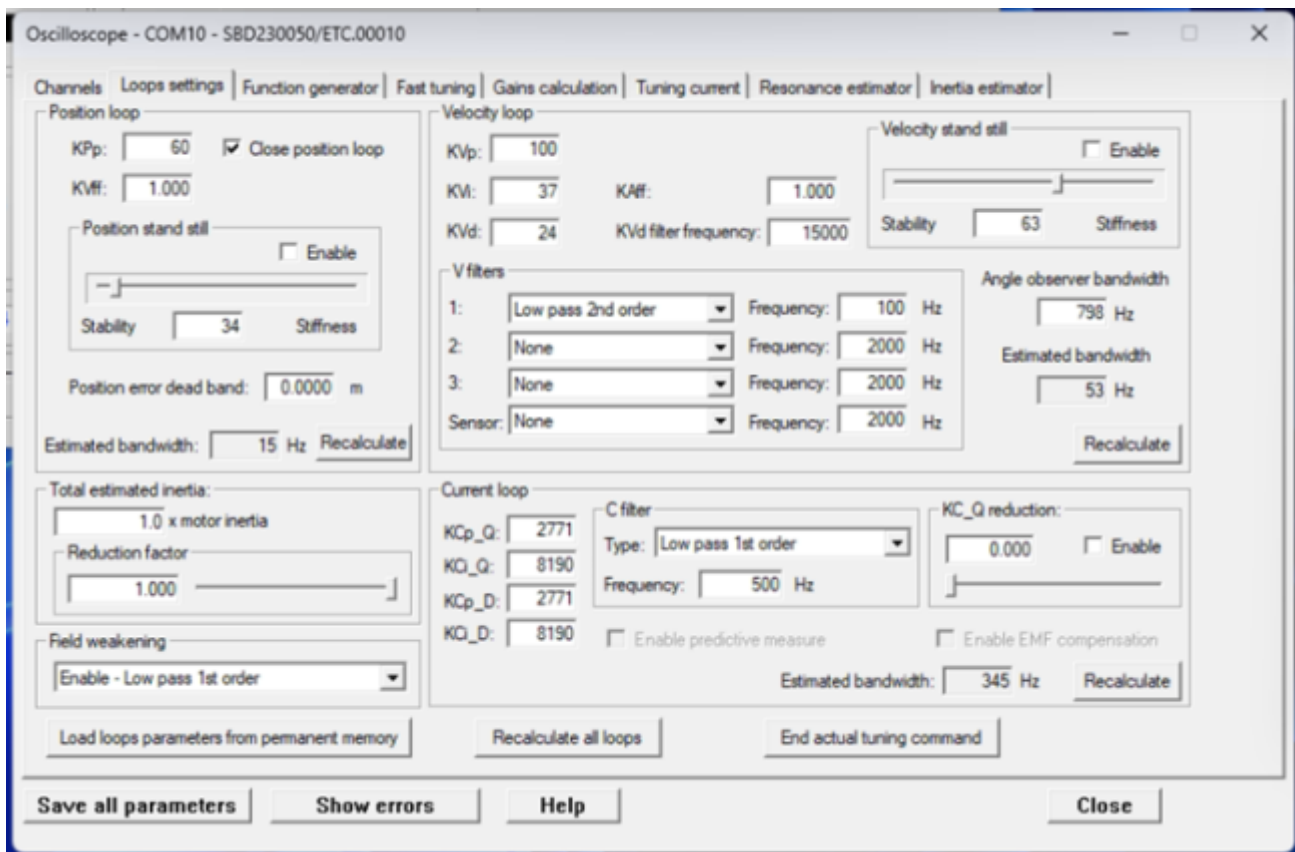 Oscilloscope - COM10 - SBD230050/ETC.00010
Channels Loops settings Function generator Fast tuning Gains calculation Tuning current Resonance estimator Inertia estimator
Position loop
KPp: 60 Close position loop
KVff: 1.000
Position stand still
Enable
Stability 34 Stiffness
Position error dead band: 0.0000 m
Estimated bandwidth: 15 Hz Recalculate
Velocity loop
KVp: 100
KVi: 37 KAff: 1.000
KVd: 24 KVd filter frequency: 15000
Velocity stand still
Enable
Stability 63 Stiffness
V filters
1: Low pass 2nd order Frequency: 100 Hz
2: None Frequency: 2000 Hz
3: None Frequency: 2000 Hz
Sensor: None Frequency: 2000 Hz
Angle observer bandwidth
798 Hz
Estimated bandwidth
53 Hz
Recalculate
Total estimated inertia:
1.0 x motor inertia
Reduction factor
1.000
Field weakening
Enable - Low pass 1st order
Current loop
KCp_Q: 2771
KCi_Q: 8190
KCp_D: 2771
KCi_D: 8190
C filter
Type: Low pass 1st order
Frequency: 500 Hz
KC_Q reduction:
0.000 Enable
Enable predictive measure Enable EMF compensation
Estimated bandwidth: 345 Hz Recalculate
Load loops parameters from permanent memory Recalculate all loops End actual tuning command
Save all parameters Show errors Help Close